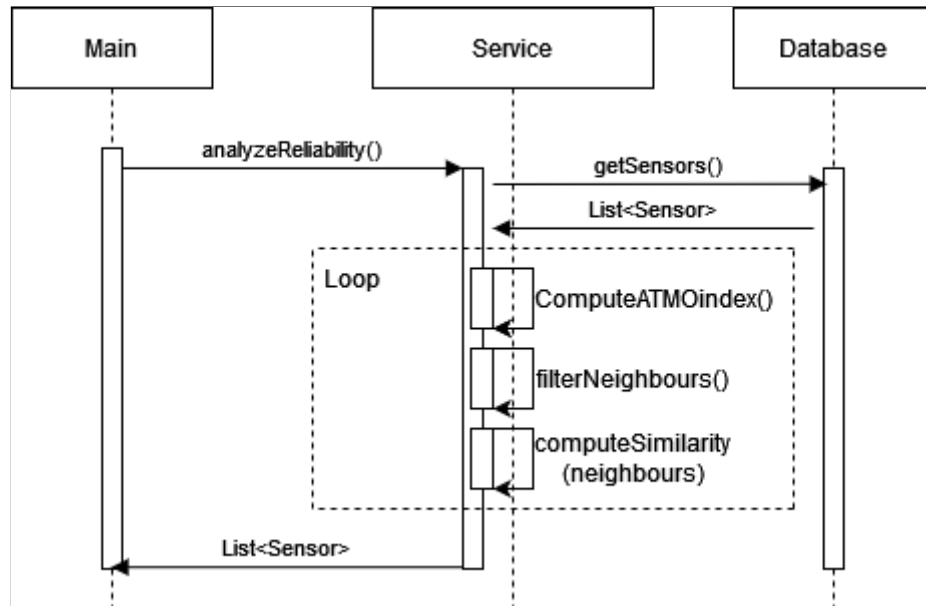 Main
Service
Database
analyzeReliability()
getSensors()
List<Sensor>
Loop
ComputeATMOindex()
filterNeighbours()
computeSimilarity
(neighbours)
List<Sensor>